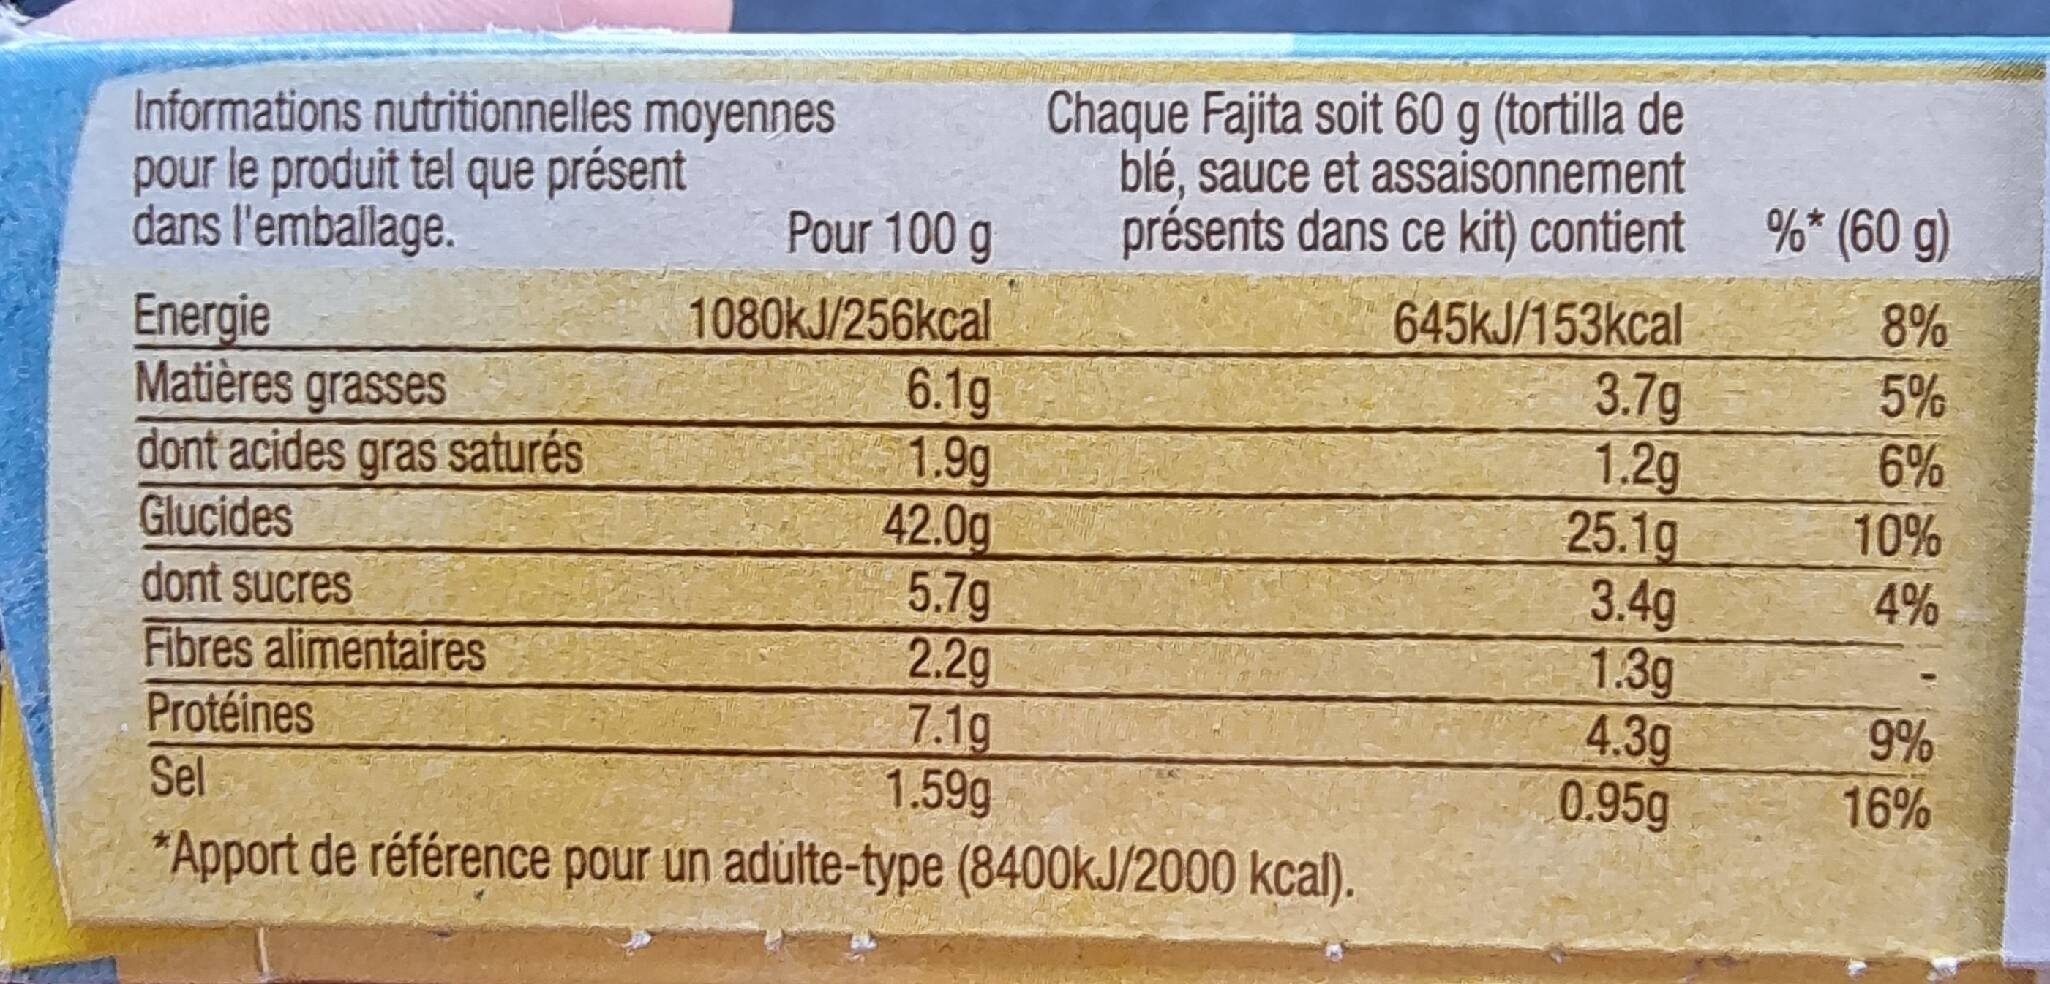 Informations nutritionnelles moyennes
pour le produit tel que présent
dans l'emballage. Pour 100 g
Chaque Fajita soit 60 g (tortilla de
blé, sauce et assaisonnement
présents dans ce kit) contient %* (60 g)
Energie 1080kJ/256kcal 645kJ/153kcal 8%
Matières grasses 6.1g 3.7g 5%
dont acides gras saturés 1.9g 1.2g 6%
Glucides 42.0g 25.1g 10%
dont sucres 5.7g 3.4g 4%
Fibres alimentaires 2.2g 1.3g -
Protéines 7.1g 4.3g 9%
Sel 1.59g 0.95g 16%
*Apport de référence pour un adulte-type (8400kJ/2000 kcal).